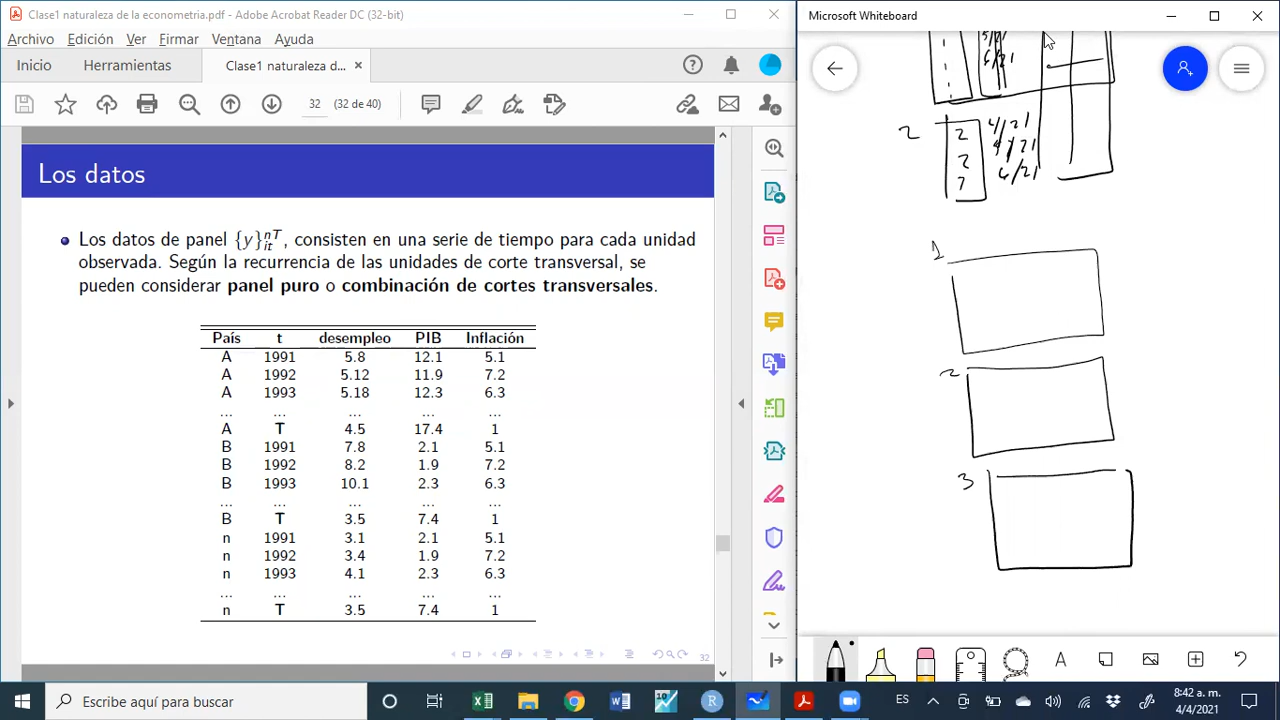 Clase1 naturaleza de la econometria.pdf - Adobe Acrobat Reader DC (32-bit)
Archivo Edición Ver Firmar Ventana Ayuda
Inicio Herramientas Clase1 naturaleza d...
32 (32 de 40)
Los datos
Los datos de panel {y}nT it, consisten en una serie de tiempo para cada unidad
observada. Según la recurrencia de las unidades de corte transversal, se
pueden considerar panel puro o combinación de cortes transversales.
País t desempleo PIB Inflación
A 1991 5.8 12.1 5.1
A 1992 5.12 11.9 7.2
A 1993 5.18 12.3 6.3
... ... ... ... ...
A T 4.5 17.4 1
B 1991 7.8 2.1 5.1
B 1992 8.2 1.9 7.2
B 1993 10.1 2.3 6.3
... ... ... ... ...
B T 3.5 7.4 1
n 1991 3.1 2.1 5.1
n 1992 3.4 1.9 7.2
n 1993 4.1 2.3 6.3
... ... ... ... ...
n T 3.5 7.4 1
32
Microsoft Whiteboard
5/21
6/21
2 2 4/21
2
6/21
1
2
3
Escribe aquí para buscar
ES
8:42 a. m.
4/4/2021